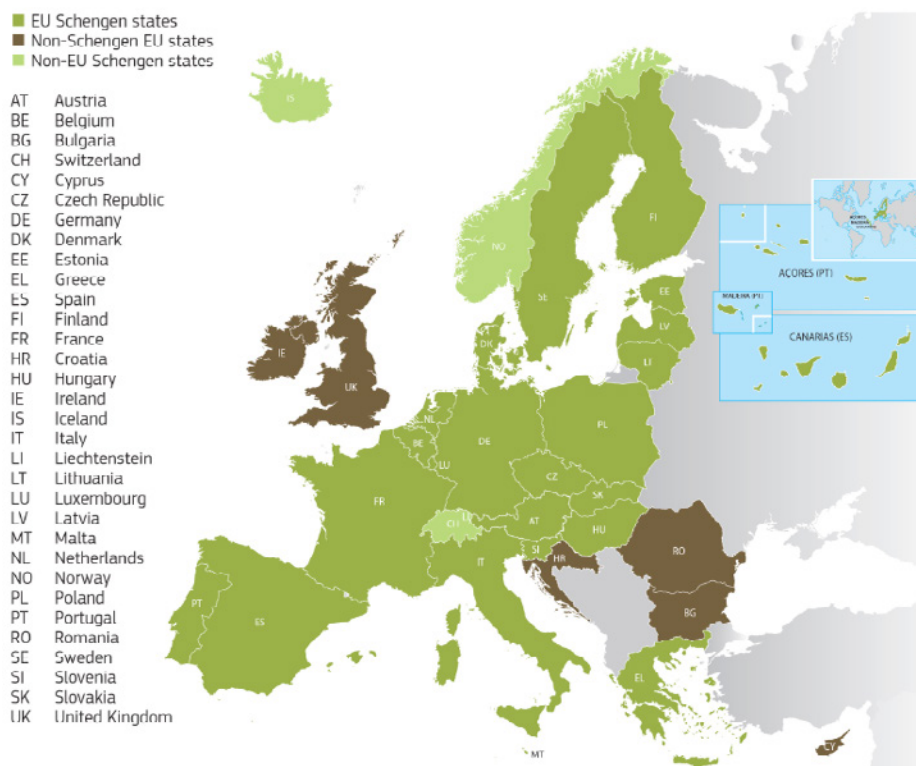 EU Schengen states
Non-Schengen EU states
Non-EU Schengen states
AT Austria
BE Belgium
BG Bulgaria
CH Switzerland
CY Cyprus
CZ Czech Republic
DE Germany
DK Denmark
EE Estonia
EL Greece
ES Spain
FI Finland
FR France
HR Croatia
HU Hungary
IE Ireland
IS Iceland
IT Italy
LI Liechtenstein
LT Lithuania
LU Luxembourg
LV Latvia
MT Malta
NL Netherlands
NO Norway
PL Poland
PT Portugal
RO Romania
SE Sweden
SI Slovenia
SK Slovakia
UK United Kingdom
IS
NO
FI
SE
EE
LV
LI
DK
IE
UK
NL
BE
LU
DE
PL
CZ
SK
FR
CH
AT
HU
SI
HR
RO
IT
BG
PT
ES
EL
MT
CY
AÇORES (PT)
MADEIRA (PT)
CANARIAS (ES)